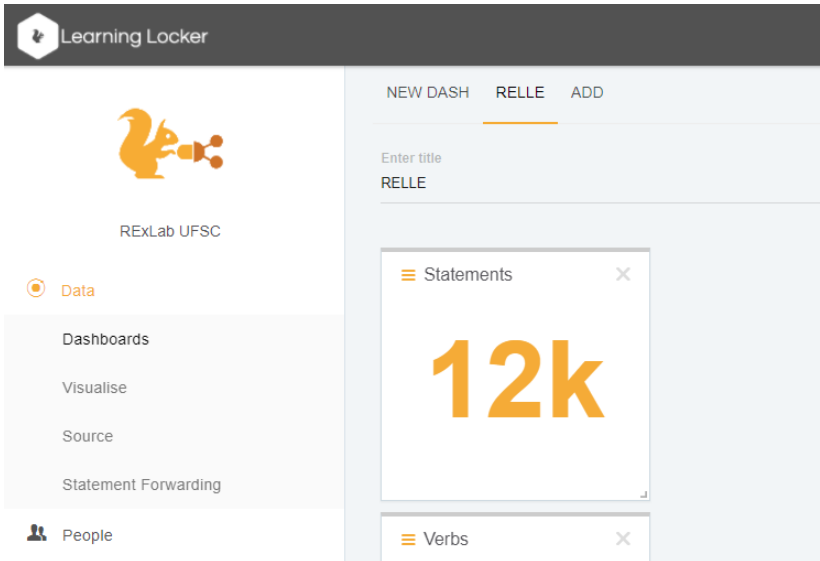 Learning Locker
RExLab UFSC
Data
Dashboards
Visualise
Source
Statement Forwarding
People
NEW DASH RELLE ADD
Enter title
RELLE
Statements
12k
Verbs